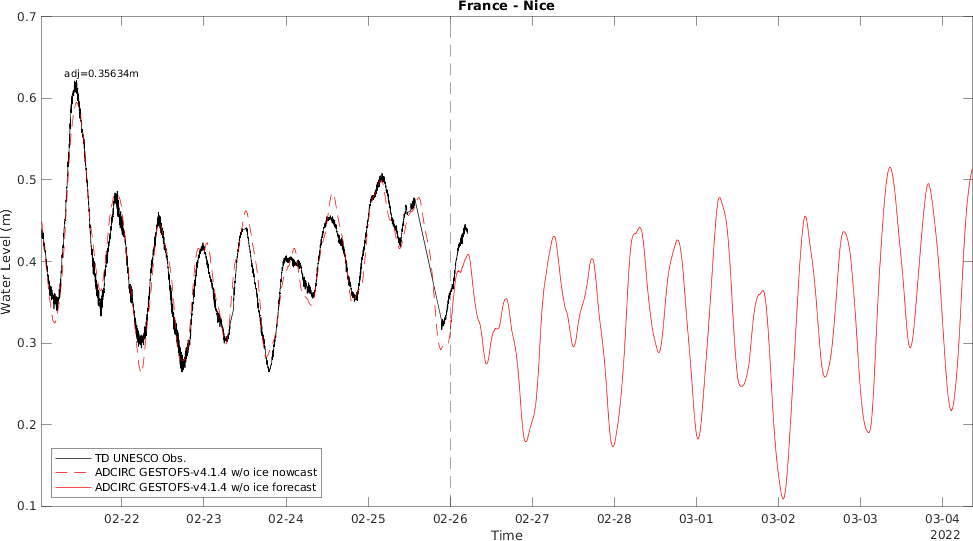 France - Nice
adj=0.35634m
Water Level (m)
0.7
0.6
0.5
0.4
0.3
0.2
0.1
TD UNESCO Obs.
ADCIRC GESTOFS-v4.1.4 w/o ice nowcast
ADCIRC GESTOFS-v4.1.4 w/o ice forecast
02-22 02-23 02-24 02-25 02-26 02-27 02-28 03-01 03-02 03-03 03-04
2022
Time